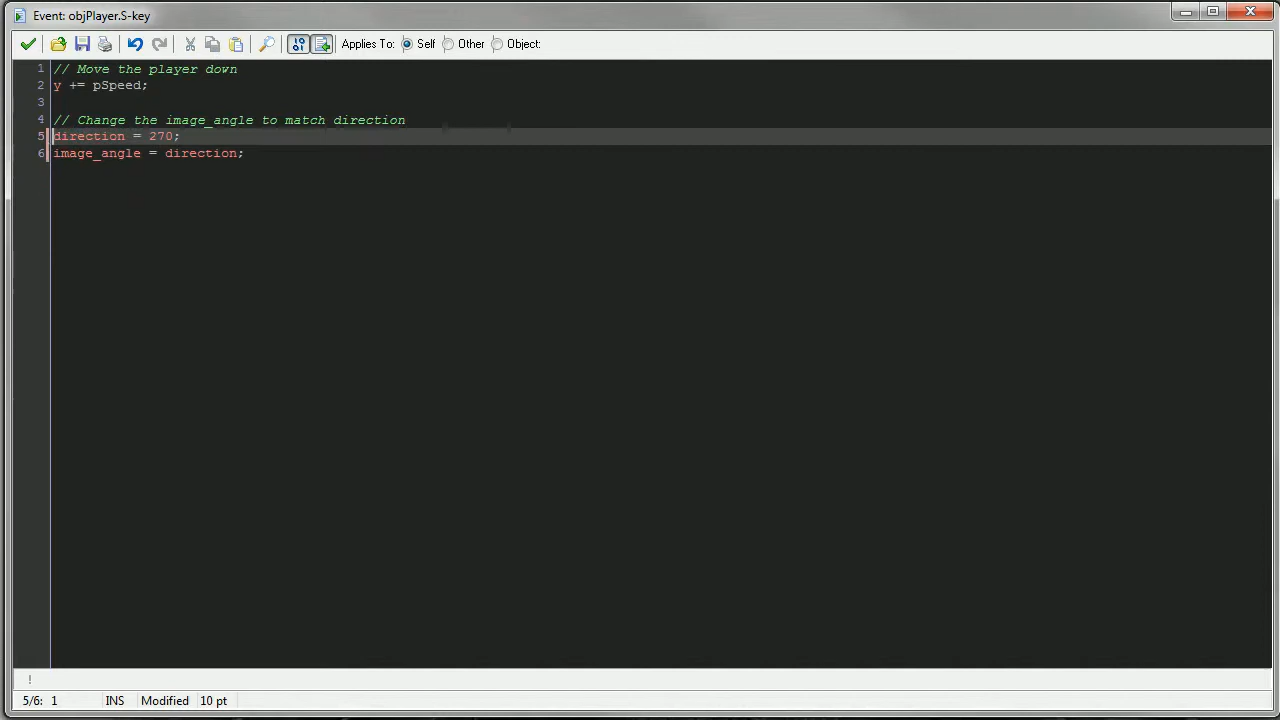 Event: objPlayer.S-key
Applies To: Self Other Object:
1 // Move the player down
2 y += pSpeed;
3
4 // Change the image_angle to match direction
5 direction = 270;
6 image_angle = direction;
!
5/6: 1 INS Modified 10 pt